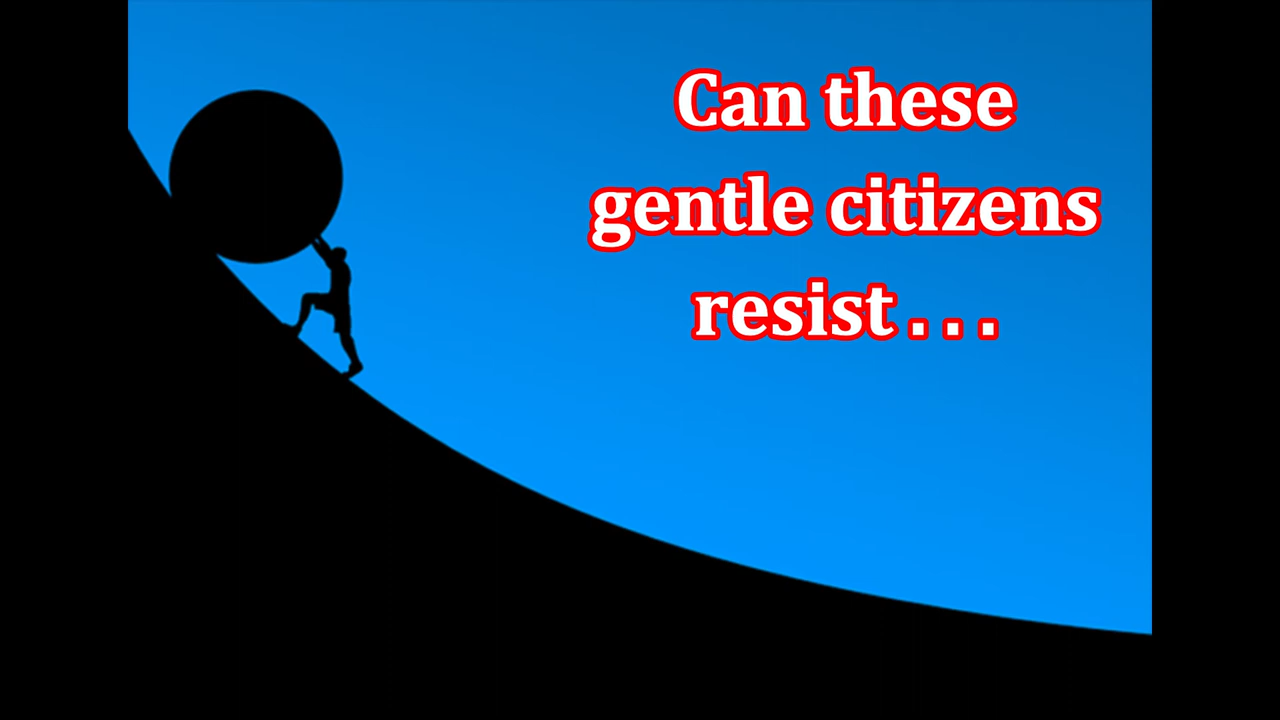 Can these
gentle citizens
resist . . .